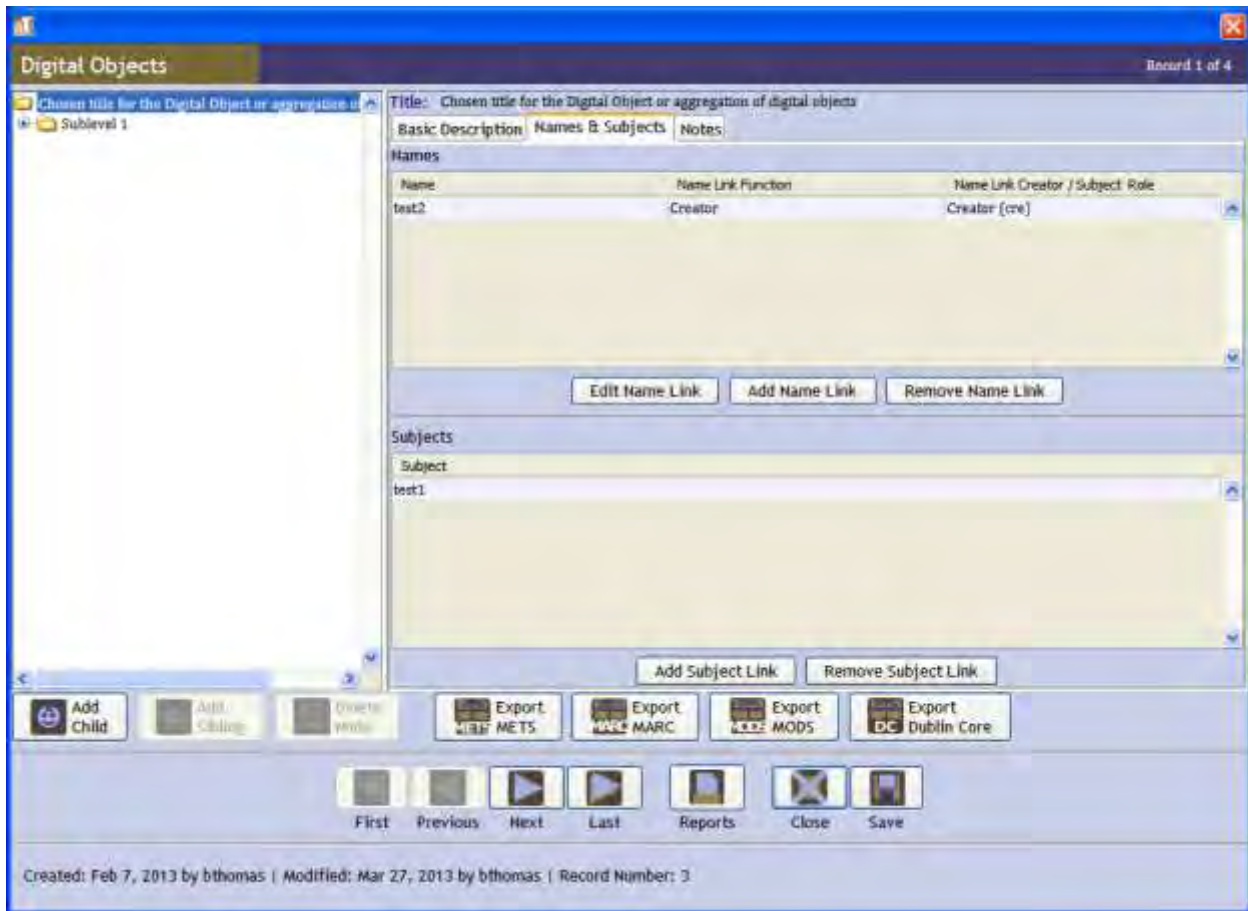 Digital Objects
Record 1 of 4
Chosen title for the Digital Object or aggregation o
Sublevel 1
Title: Chosen title for the Digital Object or aggregation of digital objects
Basic Description Names & Subjects Notes
Names
Name Name Link Function Name Link Creator / Subject Role
test2 Creator Creator (cre)
Edit Name Link Add Name Link Remove Name Link
Subjects
Subject
test1
Add Subject Link Remove Subject Link
Add Child
Add Sibling
Delete
Export METS
Export MARC
Export MODS
DC Export Dublin Core
First Previous Next Last Reports Close Save
Created: Feb 7, 2013 by bthomas | Modified: Mar 27, 2013 by bthomas | Record Number: 3